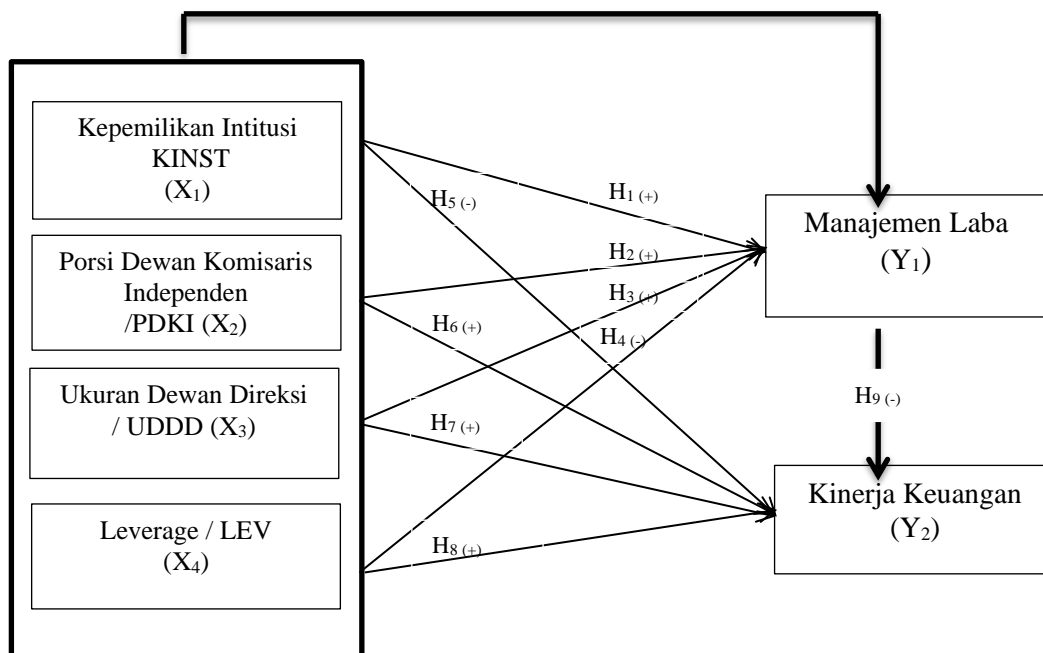 Kepemilikan Intitusi
KINST
(X₁)
Porsi Dewan Komisaris
Independen
/PDKI (X₂)
Ukuran Dewan Direksi
/ UDDD (X₃)
Leverage / LEV
(X₄)
H₁ (+)
H₅ (-)
H₂ (+)
H₃ (+)
H₆ (+)
H₄ (-)
H₇ (+)
H₈ (+)
Manajemen Laba
(Y₁)
H₉ (-)
Kinerja Keuangan
(Y₂)